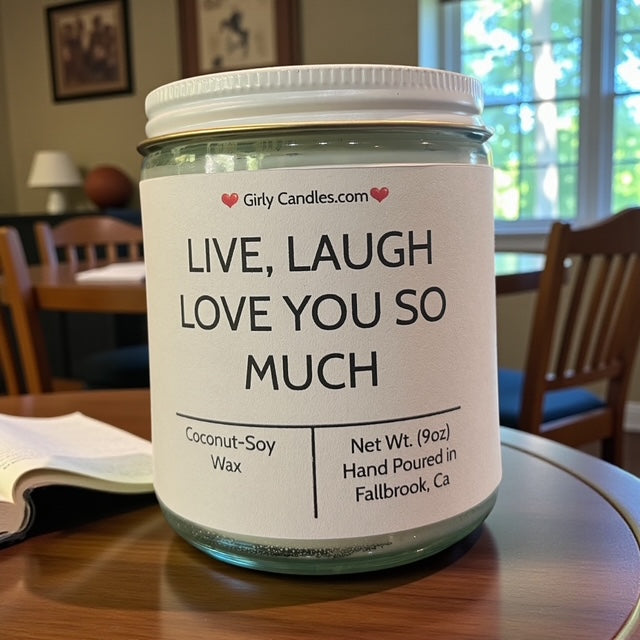 Girly Candles.com
LIVE, LAUGH
LOVE YOU SO
MUCH
Coconut-Soy
Wax
Net Wt. (9oz)
Hand Poured in
Fallbrook, Ca